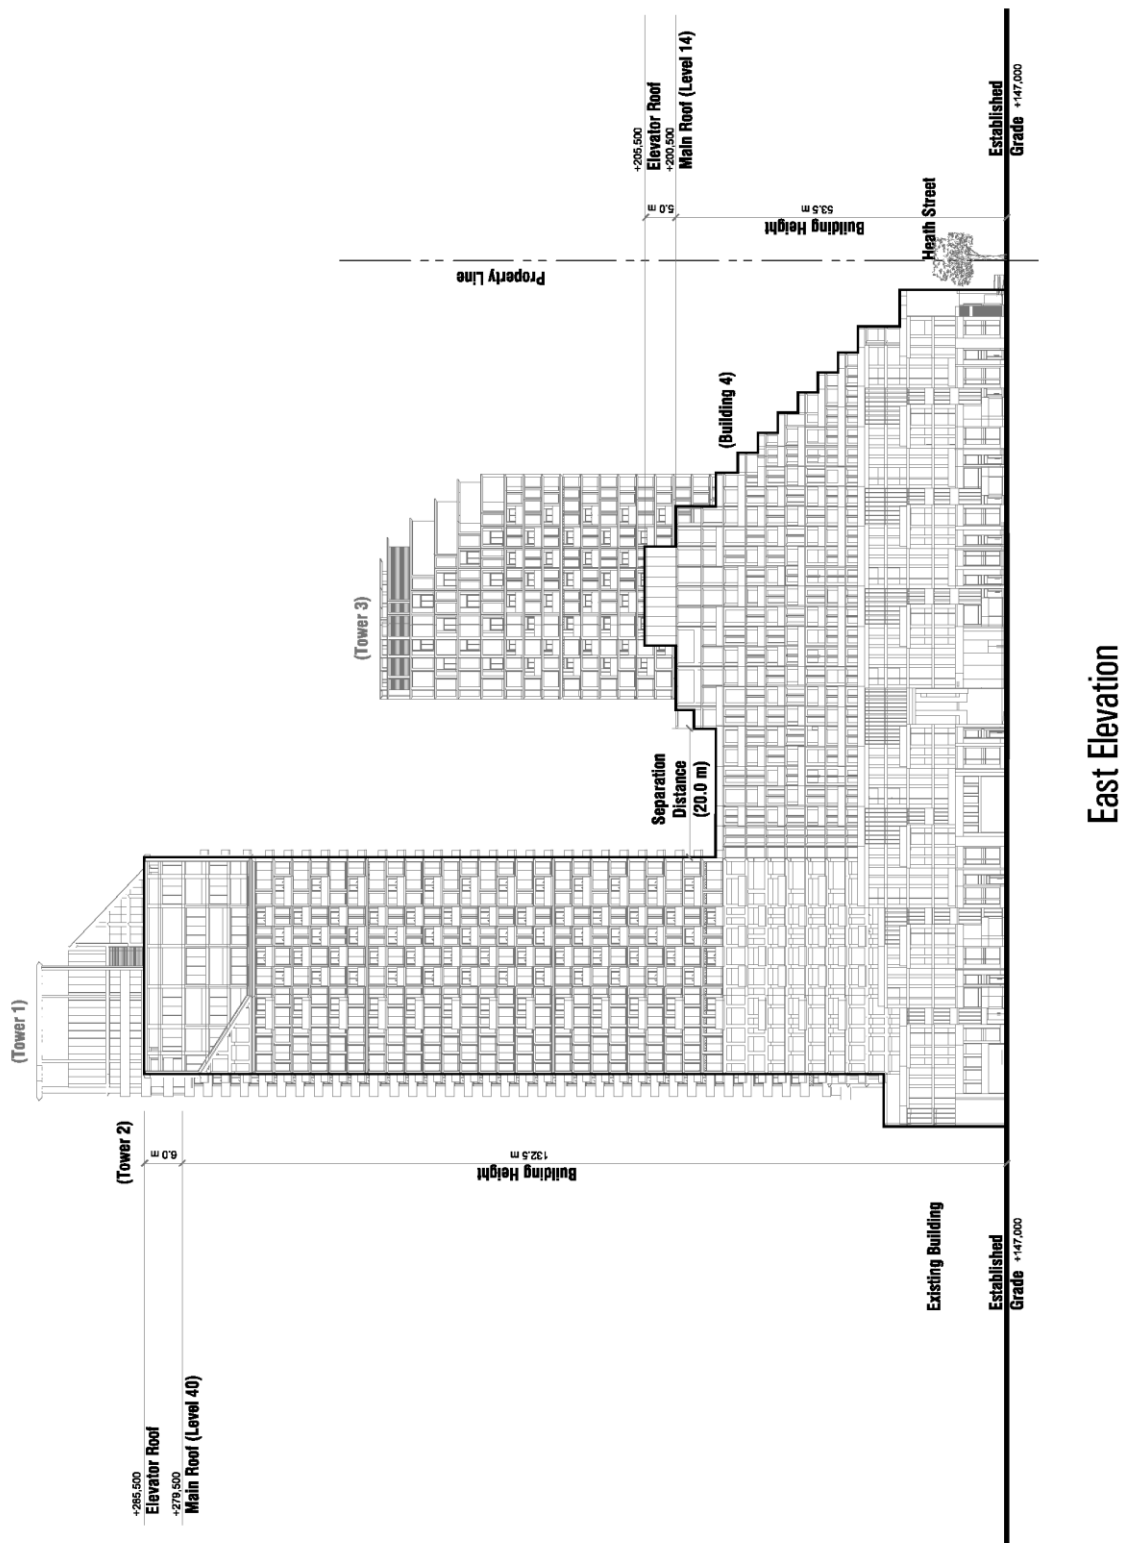 (Tower 1)
(Tower 2)
6.0 m
+285,500
Elevator Roof
+279,500
Main Roof (Level 40)
132.5 m
Building Height
(Tower 3)
Separation
Distance
(20.0 m)
(Building 4)
Property Line
+205,500
Elevator Roof
+200,500
Main Roof (Level 14)
5.0 m
53.5 m
Building Height
Heath Street
Existing Building
Established
Grade +147,000
Established
Grade +147,000
East Elevation